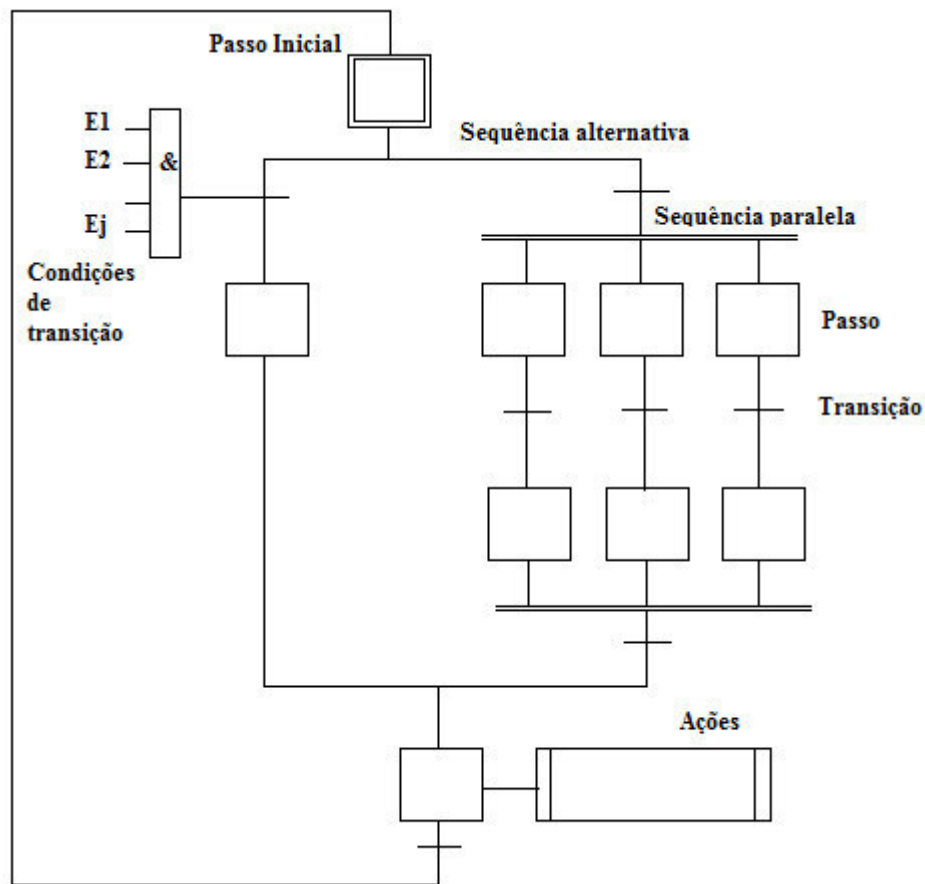 Passo Inicial
E1
E2
Ej
&
Sequência alternativa
Sequência paralela
Condições
de
transição
Passo
Transição
Ações